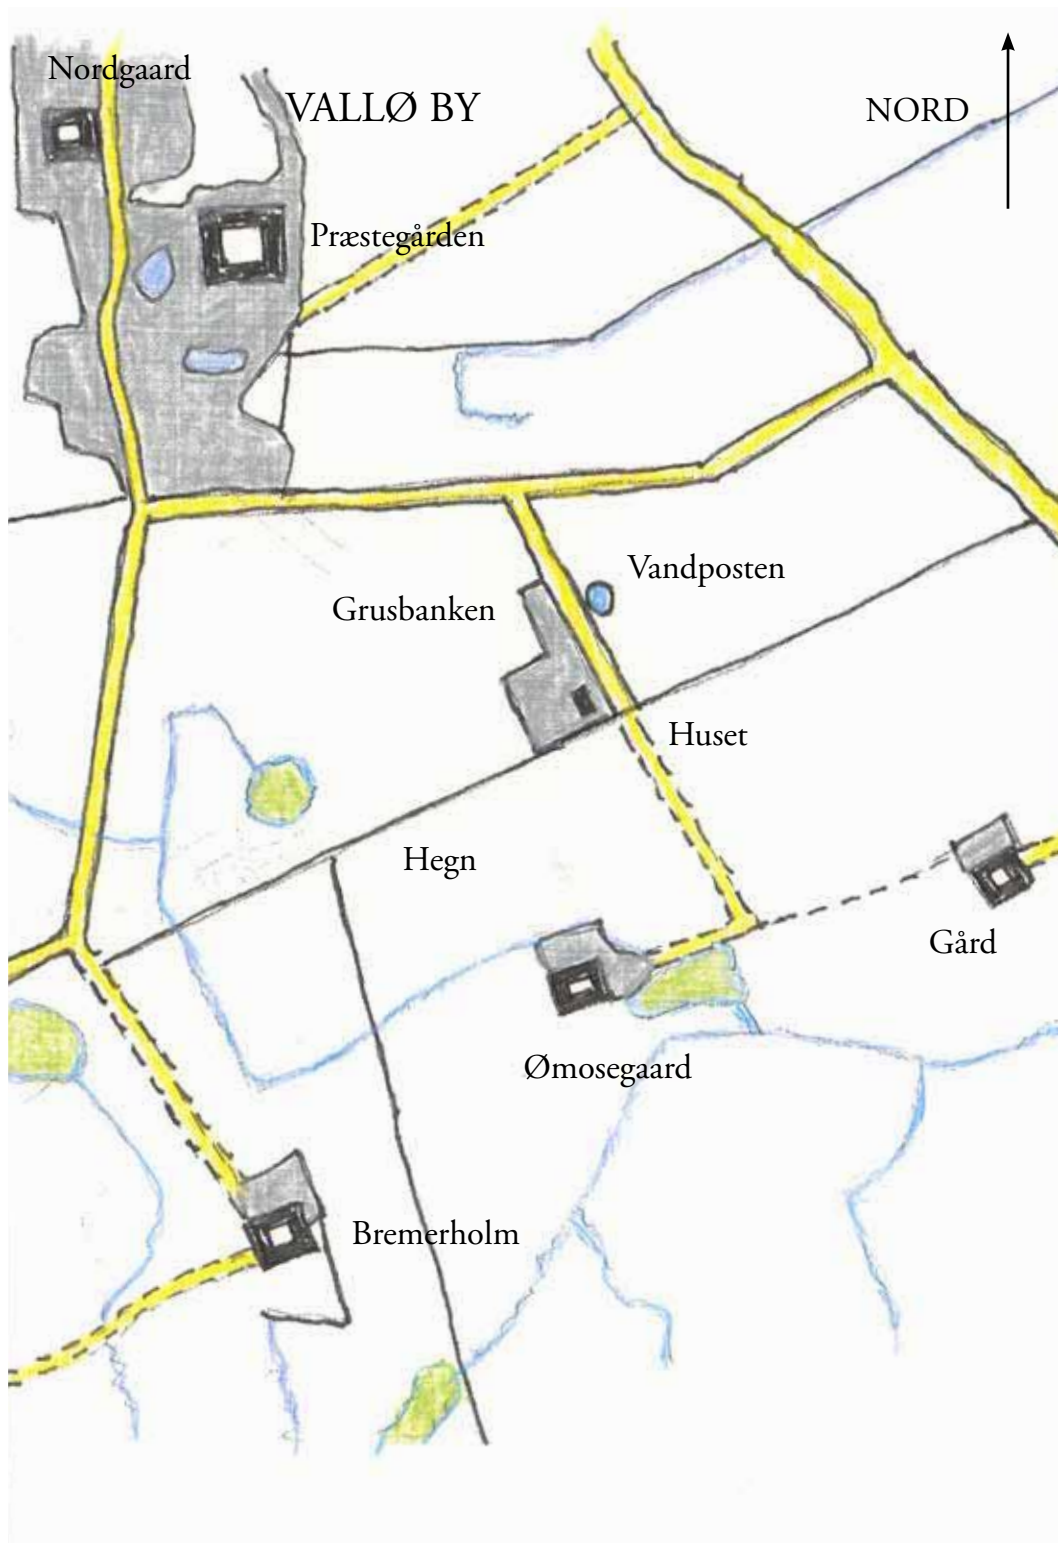 Nordgaard
VALLØ BY
NORD
Præstegården
Vandposten
Grusbanken
Huset
Hegn
Gård
Ømosegaard
Bremerholm